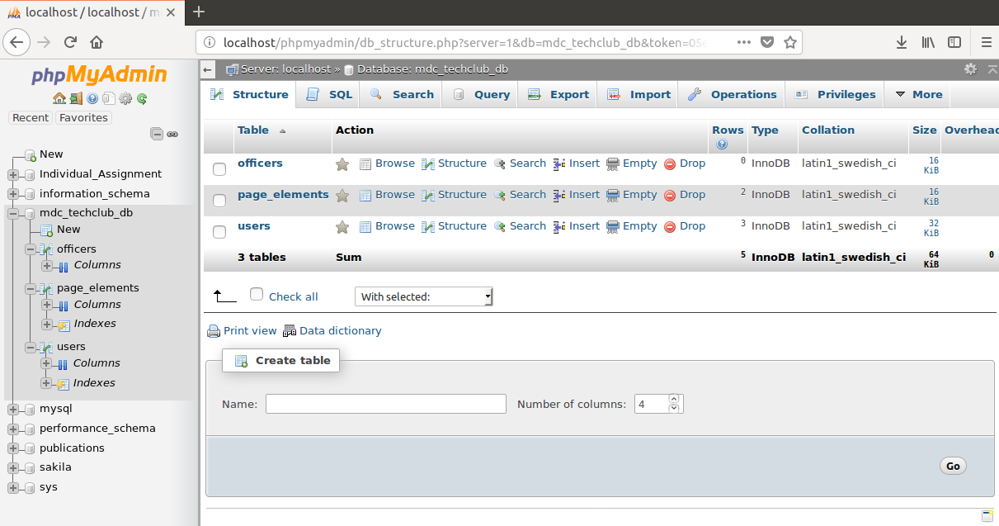 localhost / localhost / m
localhost/phpmyadmin/db_structure.php?server=1&db=mdc_techclub_db&token=05
phpMyAdmin
Recent Favorites
New
Individual_Assignment
information_schema
mdc_techclub_db
New
officers
Columns
page_elements
Columns
Indexes
users
Columns
Indexes
mysql
performance_schema
publications
sakila
sys
Server: localhost » Database: mdc_techclub_db
Structure SQL Search Query Export Import Operations Privileges More
Table Action Rows Type Collation Size Overhead
officers Browse Structure Search Insert Empty Drop 0 InnoDB latin1_swedish_ci 16 KiB
page_elements Browse Structure Search Insert Empty Drop 2 InnoDB latin1_swedish_ci 16 KiB
users Browse Structure Search Insert Empty Drop 3 InnoDB latin1_swedish_ci 32 KiB
3 tables Sum 5 InnoDB latin1_swedish_ci 64 KiB 0
Check all With selected:
Print view Data dictionary
Create table
Name: Number of columns: 4
Go